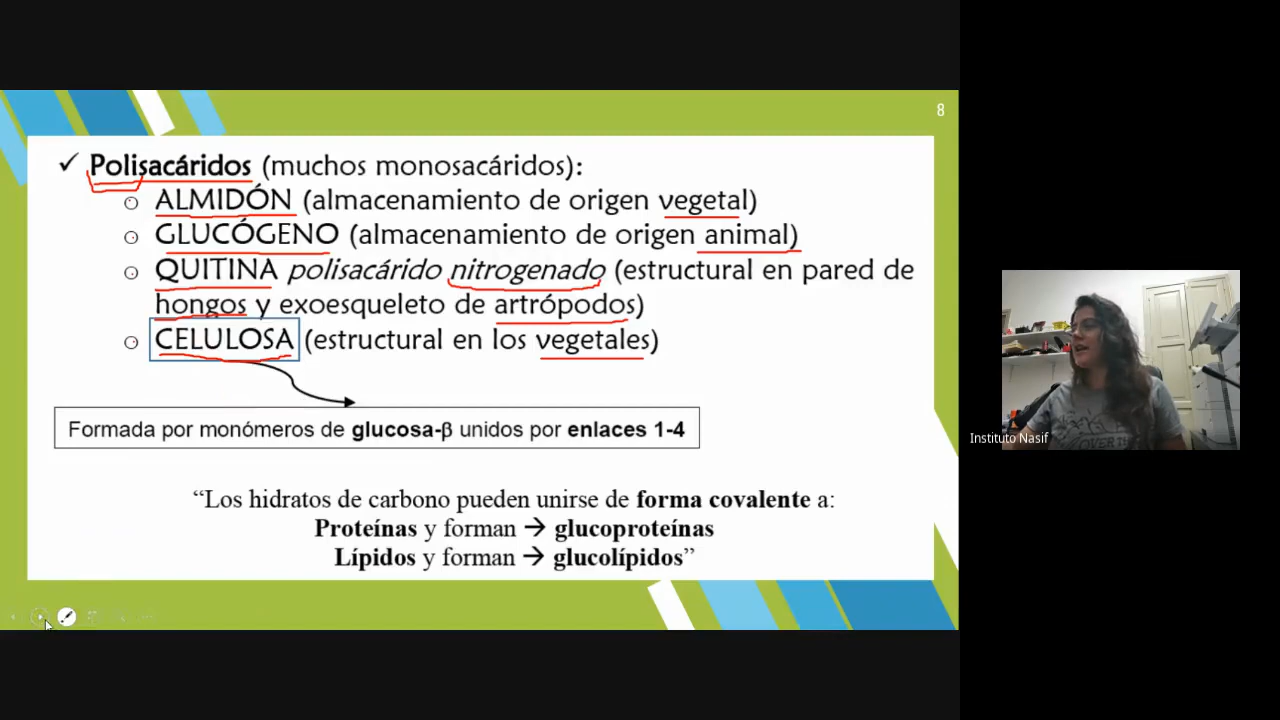 8
✓ Polisacáridos (muchos monosacáridos):
ALMIDÓN (almacenamiento de origen vegetal)
GLUCÓGENO (almacenamiento de origen animal)
QUITINA polisacárido nitrogenado (estructural en pared de
hongos y exoesqueleto de artrópodos)
CELULOSA (estructural en los vegetales)
Formada por monómeros de glucosa-β unidos por enlaces 1-4
“Los hidratos de carbono pueden unirse de forma covalente a:
Proteínas y forman → glucoproteínas
Lípidos y forman → glucolípidos”
Instituto Nasif